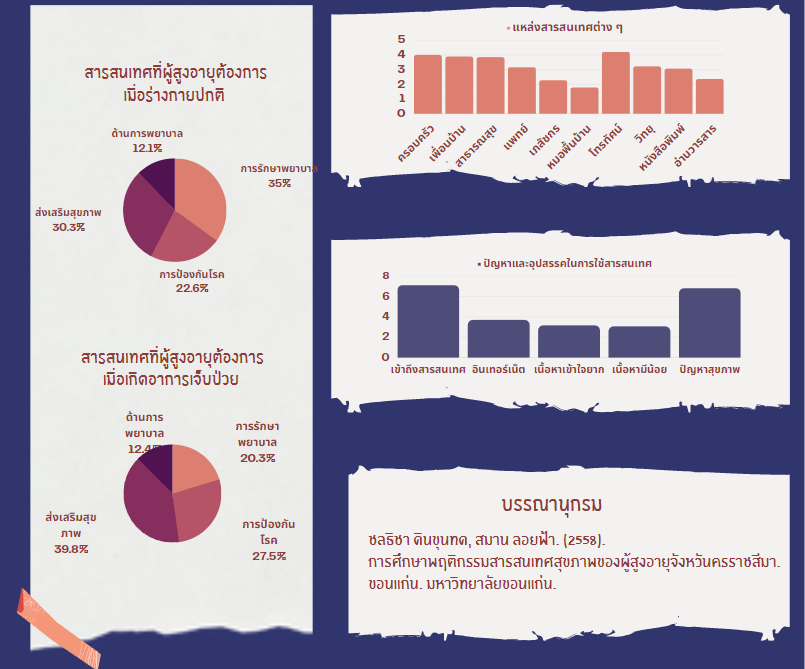 สารสนเทศที่ผู้สูงอายุต้องการ
เมื่อร่างกายปกติ
ด้านการพยาบาล
12.1%
การรักษาพยาบาล
35%
ส่งเสริมสุขภาพ
30.3%
การป้องกันโรค
22.6%
สารสนเทศที่ผู้สูงอายุต้องการ
เมื่อเกิดอาการเจ็บป่วย
ด้านการ
พยาบาล
12.4%
การรักษา
พยาบาล
20.3%
ส่งเสริมสุข
ภาพ
39.8%
การป้องกัน
โรค
27.5%
แหล่งสารสนเทศต่าง ๆ
5
4
3
2
1
0
ครอบครัว
เพื่อนบ้าน
สาธารณสุข
แพทย์
เภสัชกร
หมอพื้นบ้าน
โทรทัศน์
วิทยุ
หนังสือพิมพ์
อ่านวารสาร
ปัญหาและอุปสรรคในการใช้สารสนเทศ
8
6
4
2
0
เข้าถึงสารสนเทศ อินเทอร์เน็ต เนื้อหาเข้าใจยาก เนื้อหามีน้อย ปัญหาสุขภาพ
บรรณานุกรม
ชลธิชา ดินขุนทด, สมาน ลอยฟ้า. (2558).
การศึกษาพฤติกรรมสารสนเทศสุขภาพของผู้สูงอายุจังหวันครราชสีมา.
ขอนแก่น. มหาวิทยาลัยขอนแก่น.